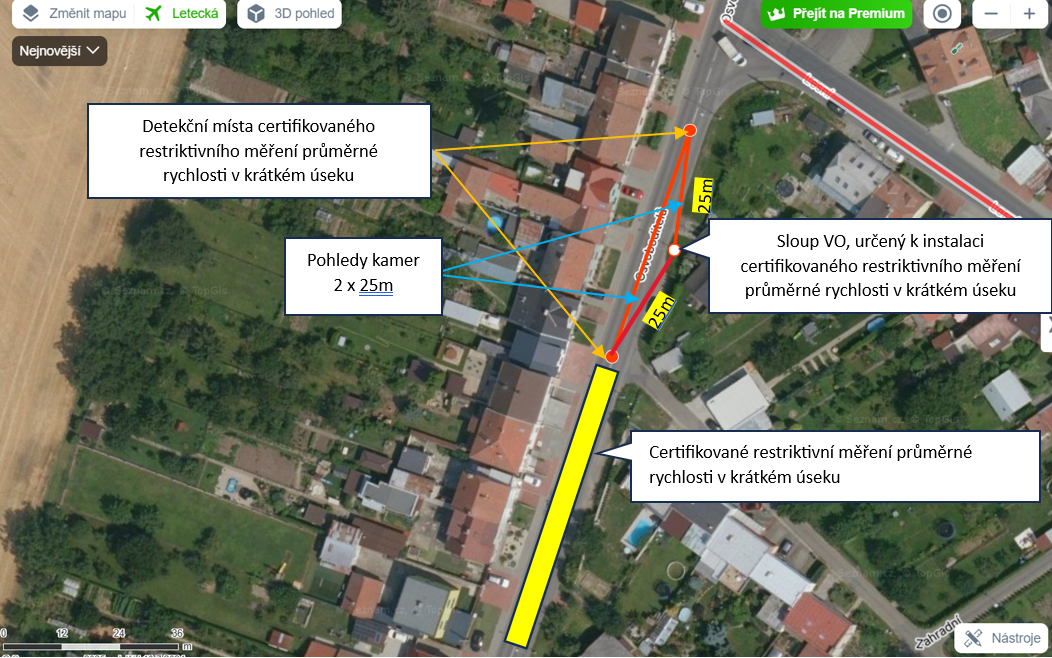 Změnit mapu
Letecká
3D pohled
Přejít na Premium
Nejnovější
Detekční místa certifikovaného
restriktivního měření průměrné
rychlosti v krátkém úseku
25m
Pohledy kamer
2 x 25m
Sloup VO, určený k instalaci
certifikovaného restriktivního měření
průměrné rychlosti v krátkém úseku
25m
Certifikované restriktivní měření průměrné
rychlosti v krátkém úseku
Zahradní
0 12 24 36 m
Nástroje